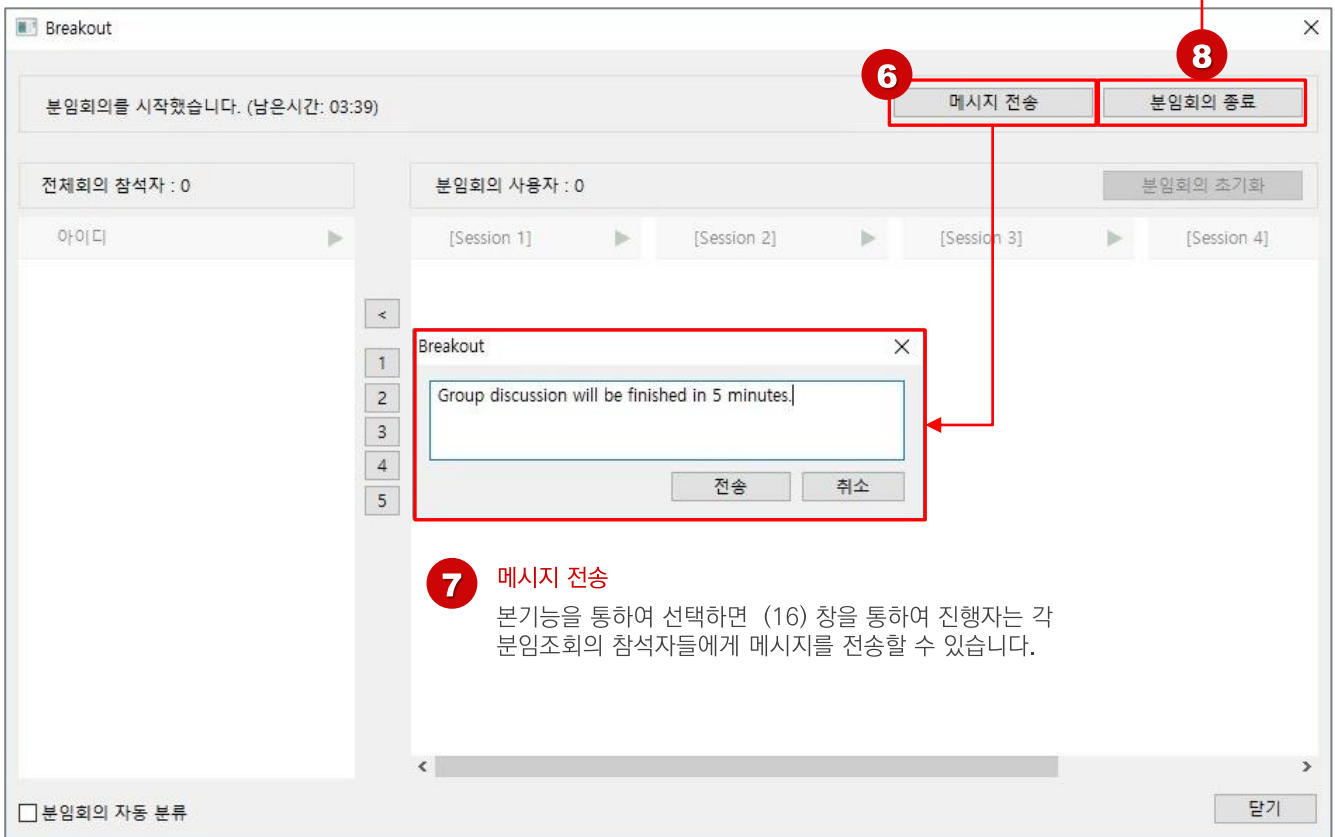 Breakout
6
8
분임회의를 시작했습니다. (남은시간: 03:39)
메시지 전송
분임회의 종료
전체회의 참석자 : 0
분임회의 사용자 : 0
분임회의 초기화
아이디
[Session 1]
[Session 2]
[Session 3]
[Session 4]
<
1
2
3
4
5
Breakout
Group discussion will be finished in 5 minutes.
전송
취소
7
메시지 전송
본기능을 통하여 선택하면 (16) 창을 통하여 진행자는 각
분임조회의 참석자들에게 메시지를 전송할 수 있습니다.
분임회의 자동 분류
닫기